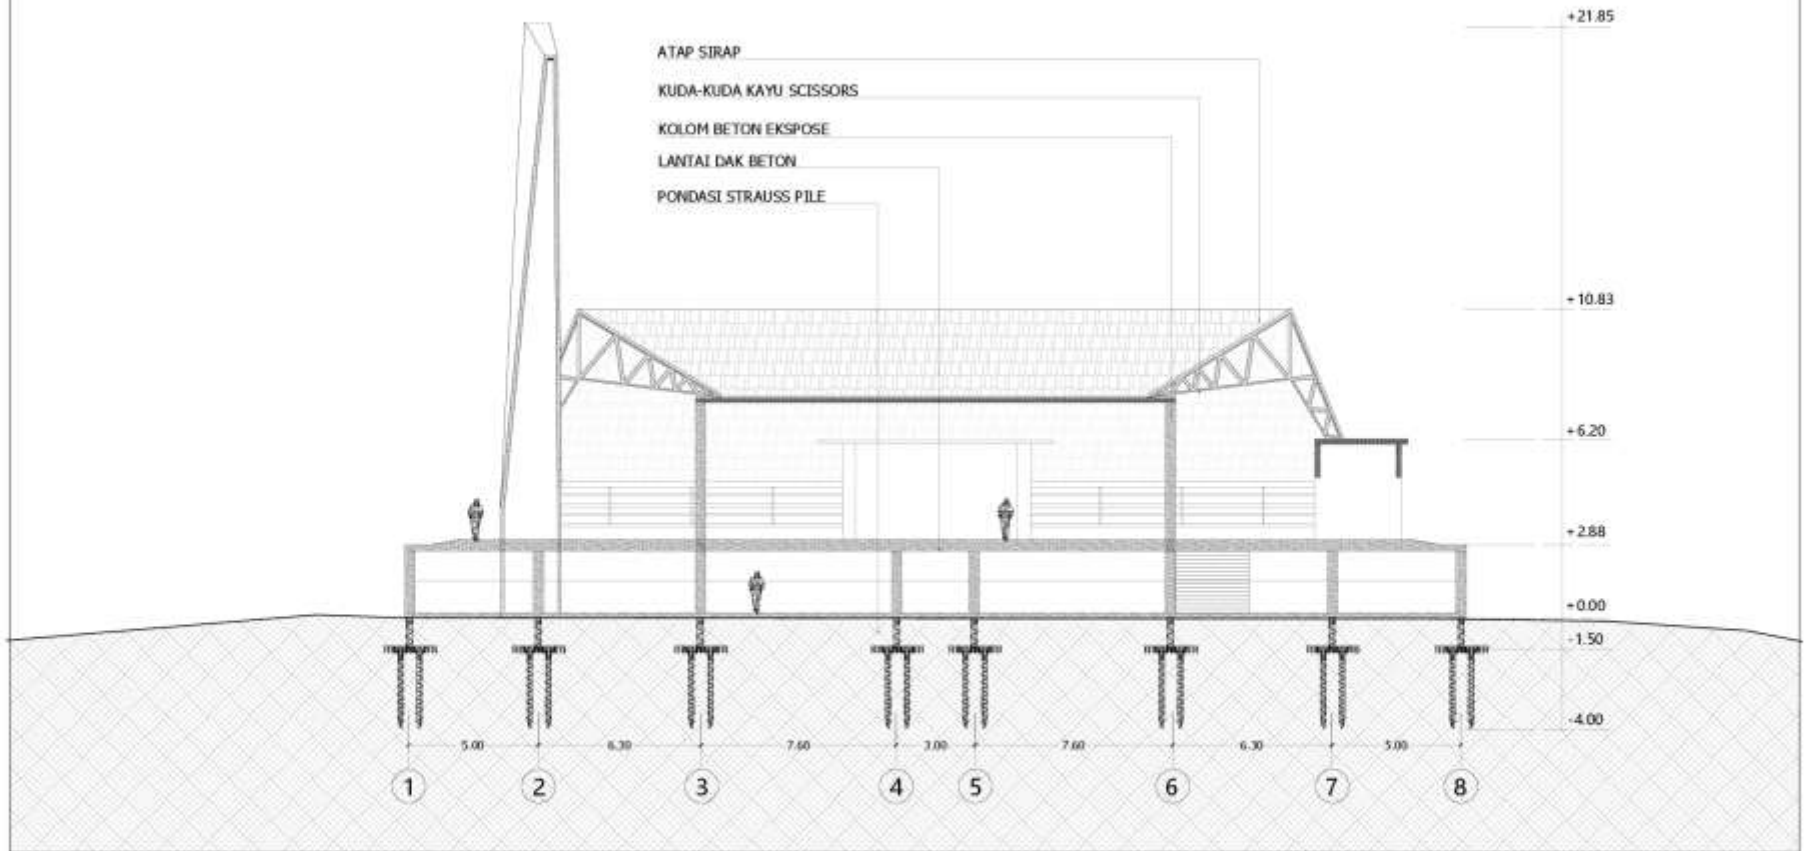 +21.85
ATAP SIRAP
KUDA-KUDA KAYU SCISSORS
KOLOM BETON EKSPOSE
LANTAI DAK BETON
PONDASI STRAUSS PILE
+10.83
+6.20
+2.88
+0.00
-1.50
-4.00
5.00 6.30 7.60 3.00 7.60 6.30 5.00
1 2 3 4 5 6 7 8